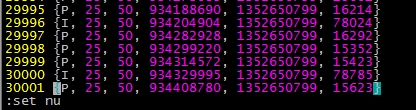 29995 {P, 25, 50, 934188690, 1352650799, 16214}
29996 {I, 25, 50, 934204904, 1352650799, 78024}
29997 {P, 25, 50, 934282928, 1352650799, 16292}
29998 {P, 25, 50, 934299220, 1352650799, 15352}
29999 {P, 25, 50, 934314572, 1352650799, 15423}
30000 {I, 25, 50, 934329995, 1352650799, 78785}
30001 {P, 25, 50, 934408780, 1352650799, 15623}
:set nu